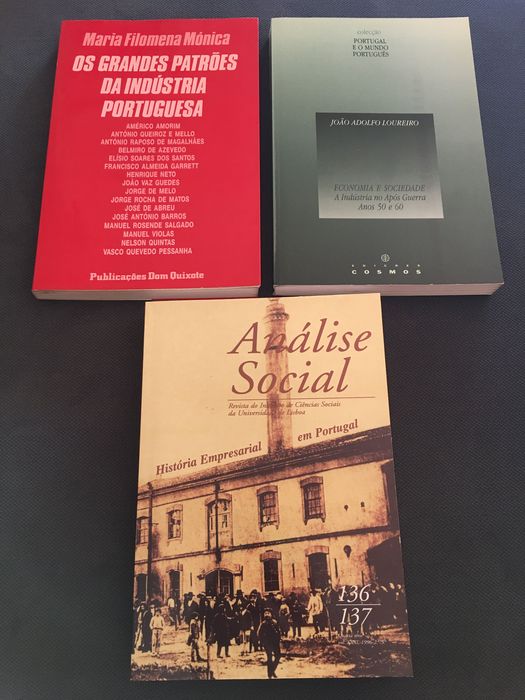 Maria Filomena Mónica
OS GRANDES PATRÕES
DA INDÚSTRIA
PORTUGUESA
AMÉRICO AMORIM
ANTÓNIO QUEIROZ E MELLO
ANTÓNIO RAPOSO DE MAGALHÃES
BELMIRO DE AZEVEDO
ELÍSIO SOARES DOS SANTOS
FRANCISCO ALMEIDA GARRETT
HENRIQUE NETO
JOÃO VAZ GUEDES
JORGE DE MELO
JORGE ROCHA DE MATOS
JOSÉ DE ABREU
JOSÉ ANTÓNIO BARROS
MANUEL ROSENDE SALGADO
MANUEL VIOLAS
NELSON QUINTAS
VASCO QUEVEDO PESSANHA
Publicações Dom Quixote
colecção
PORTUGAL
E O MUNDO
PORTUGUÊS
JOÃO ADOLFO LOUREIRO
ECONOMIA E SOCIEDADE
A Indústria no Após Guerra
Anos 50 e 60
EDIÇÕES
COSMOS
Análise
Social
Revista do Instituto de Ciências Sociais
da Universidade de Lisboa
História Empresarial em Portugal
136
137